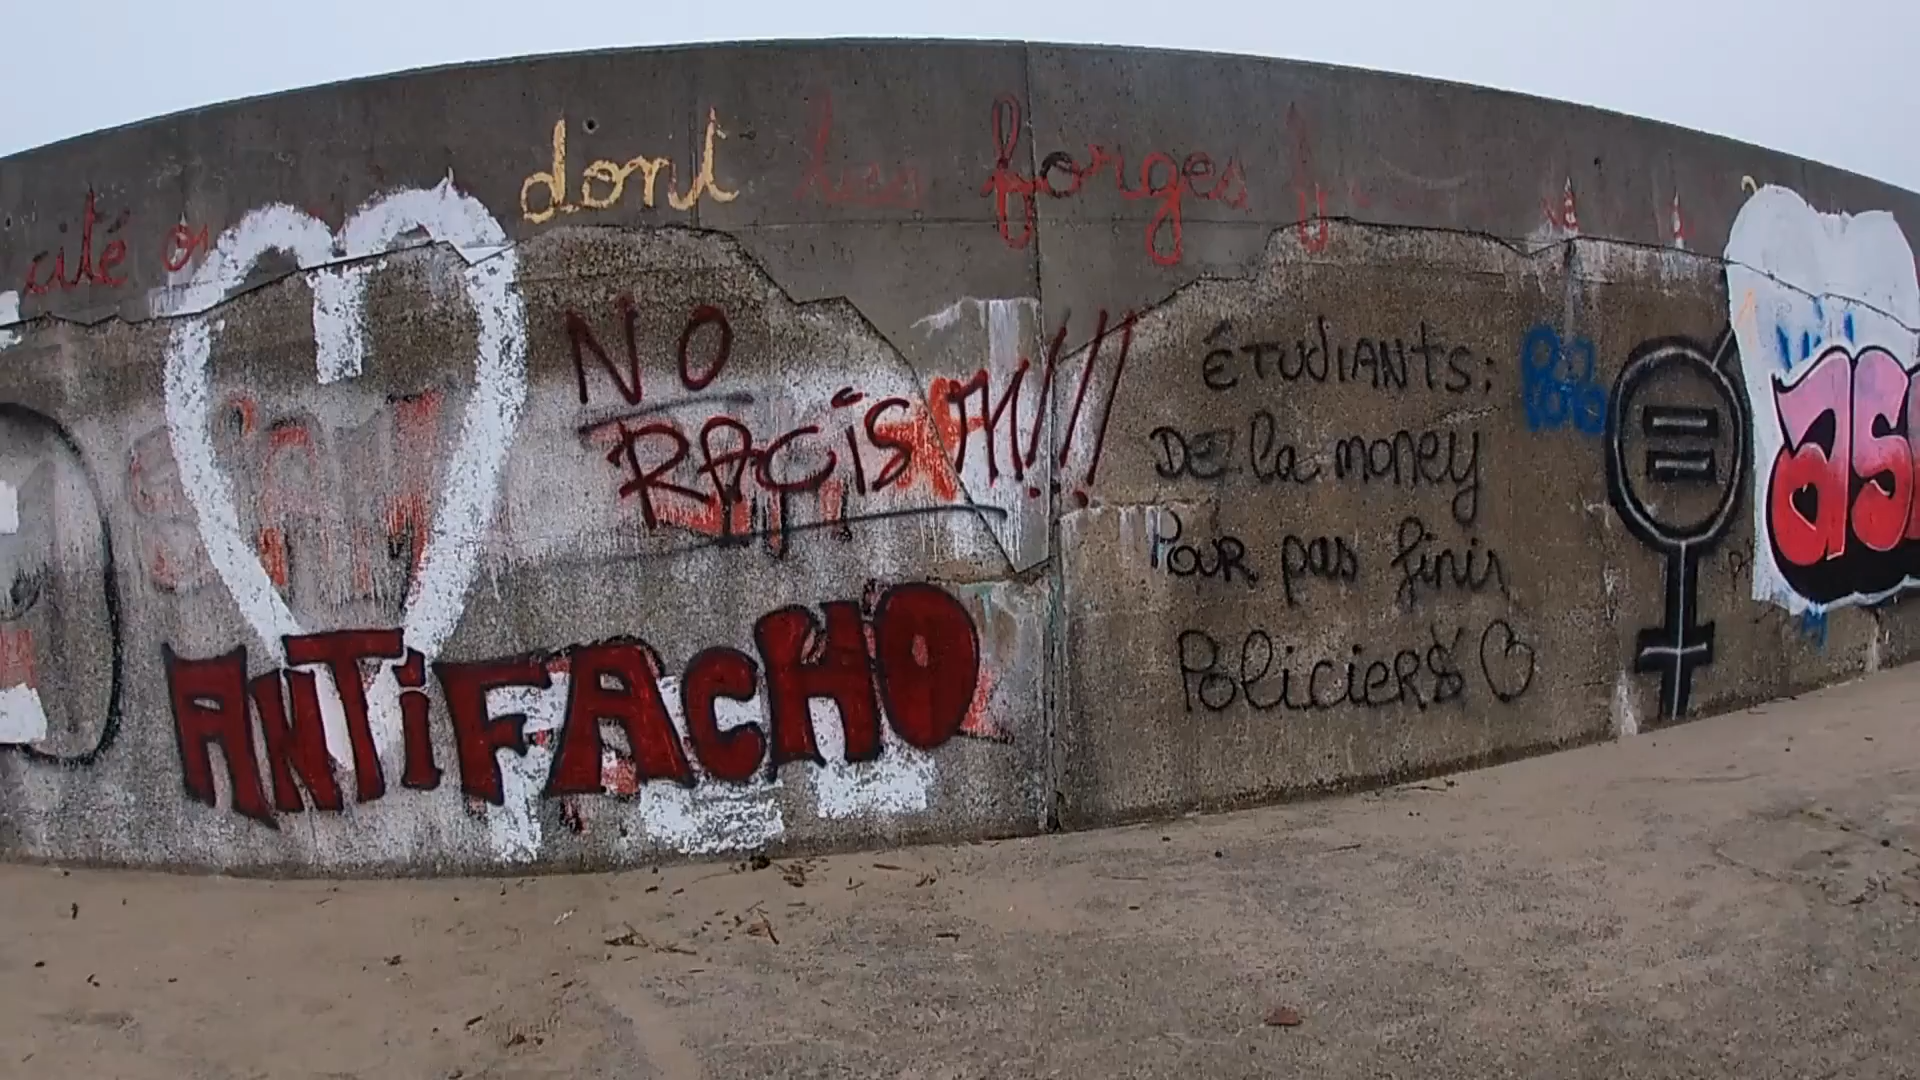 cité
dont les forges
NO
RACiSM!!!
ÉTUDIANTS:
DE la money
POUR pas finir
POLiciERS
ANTiFACHO